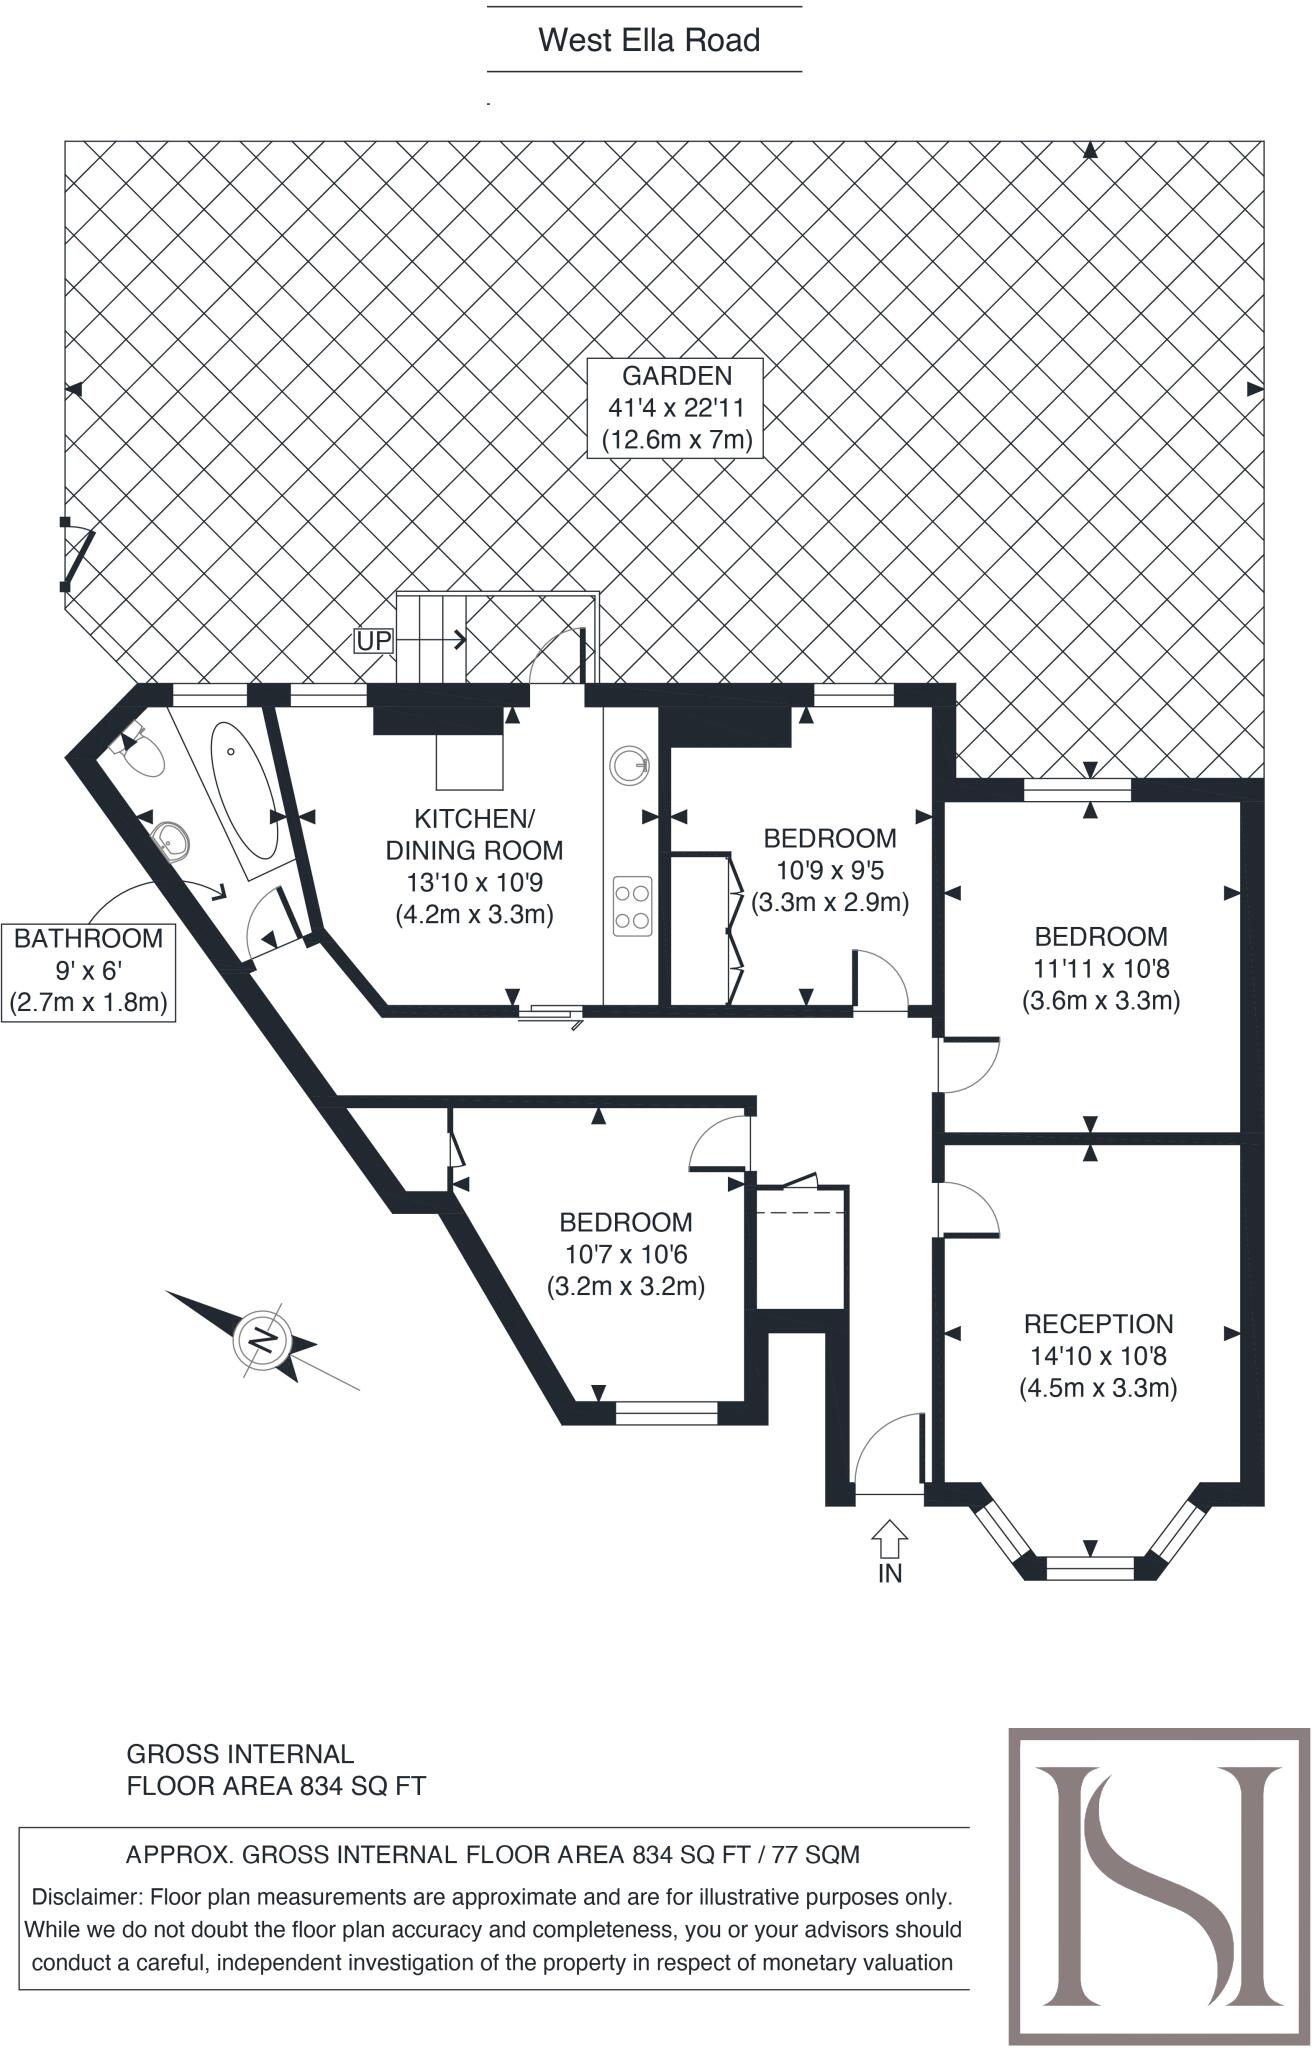 West Ella Road
GARDEN
41'4 x 22'11
(12.6m x 7m)
UP
KITCHEN/
DINING ROOM
13'10 x 10'9
(4.2m x 3.3m)
BEDROOM
10'9 x 9'5
(3.3m x 2.9m)
BATHROOM
9' x 6'
(2.7m x 1.8m)
BEDROOM
11'11 x 10'8
(3.6m x 3.3m)
BEDROOM
10'7 x 10'6
(3.2m x 3.2m)
N
RECEPTION
14'10 x 10'8
(4.5m x 3.3m)
IN
GROSS INTERNAL
FLOOR AREA 834 SQ FT
APPROX. GROSS INTERNAL FLOOR AREA 834 SQ FT / 77 SQM
Disclaimer: Floor plan measurements are approximate and are for illustrative purposes only.
While we do not doubt the floor plan accuracy and completeness, you or your advisors should
conduct a careful, independent investigation of the property in respect of monetary valuation